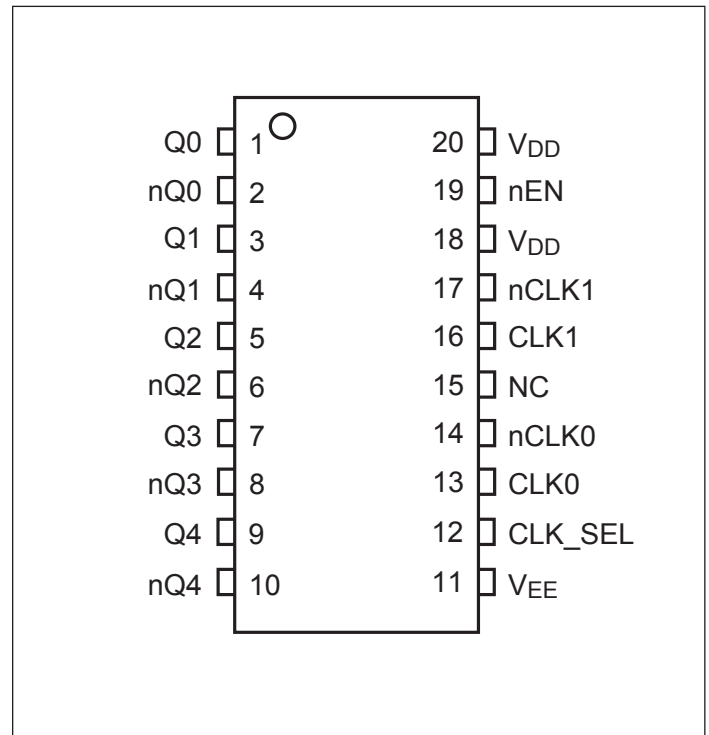 Q0 1 20 VDD
nQ0 2 19 nEN
Q1 3 18 VDD
nQ1 4 17 nCLK1
Q2 5 16 CLK1
nQ2 6 15 NC
Q3 7 14 nCLK0
nQ3 8 13 CLK0
Q4 9 12 CLK_SEL
nQ4 10 11 VEE